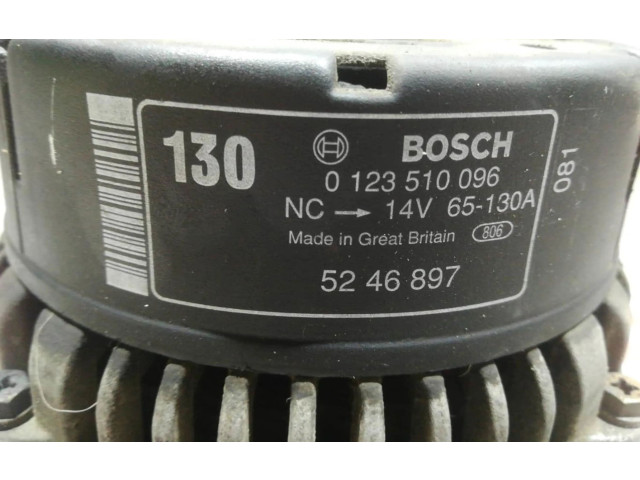 130
BOSCH
0 123 510 096
NC → 14V 65-130A
Made in Great Britain 806
52 46 897
081